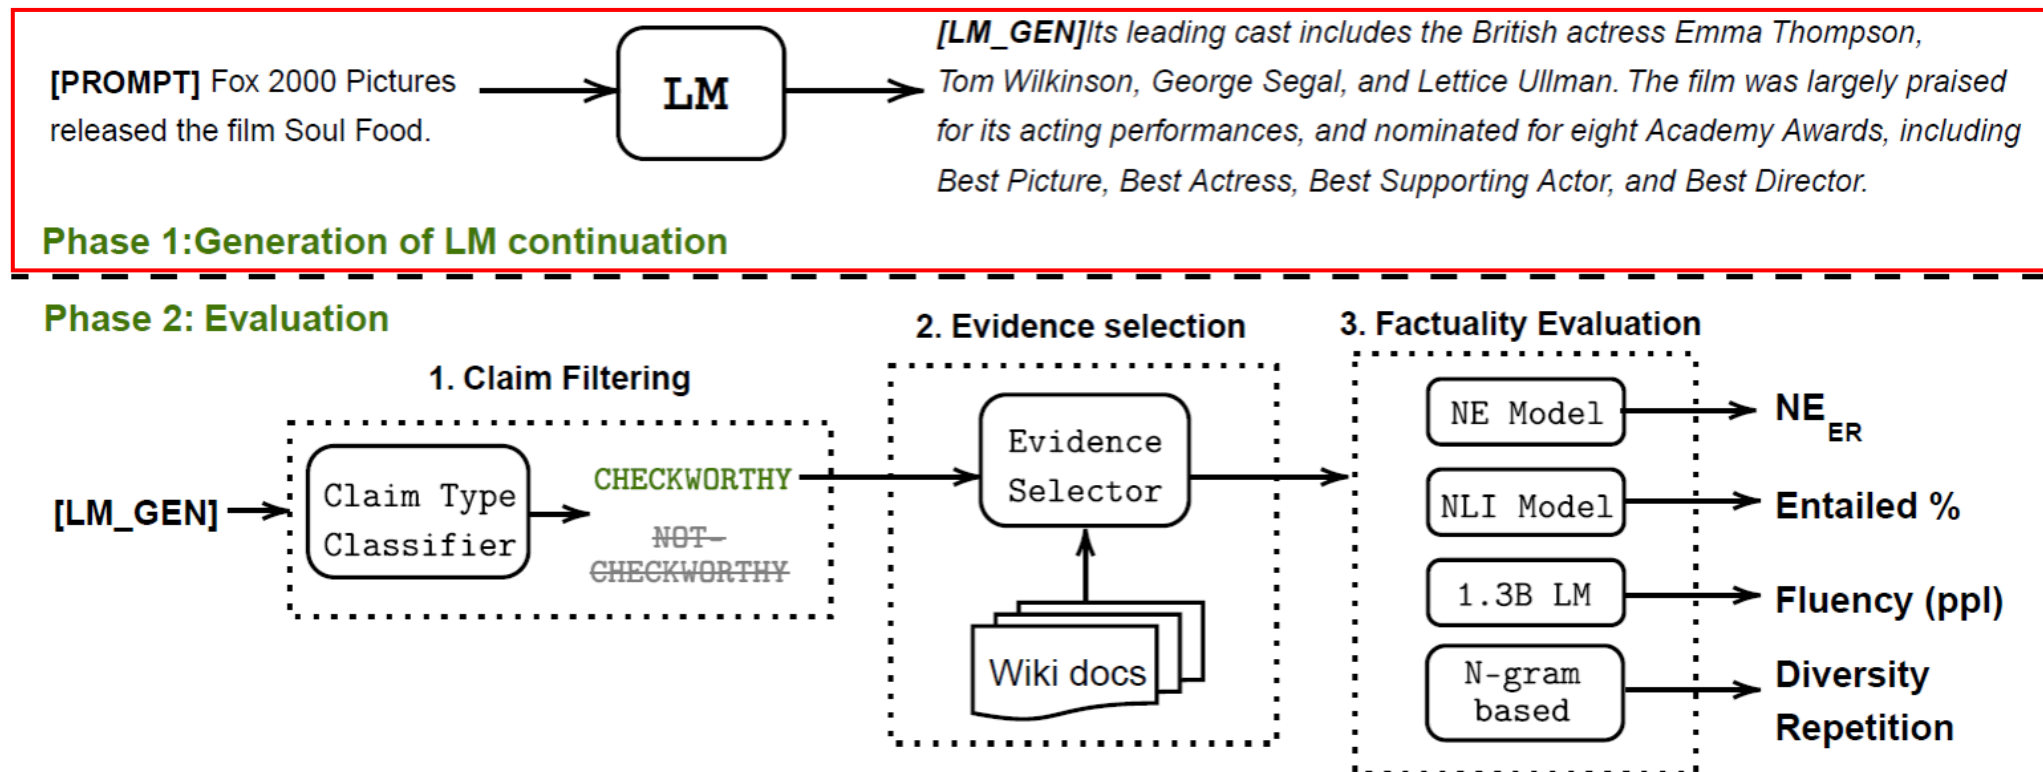 [PROMPT] Fox 2000 Pictures
released the film Soul Food.
LM
[LM_GEN]Its leading cast includes the British actress Emma Thompson,
Tom Wilkinson, George Segal, and Lettice Ullman. The film was largely praised
for its acting performances, and nominated for eight Academy Awards, including
Best Picture, Best Actress, Best Supporting Actor, and Best Director.
Phase 1:Generation of LM continuation
Phase 2: Evaluation
1. Claim Filtering
[LM_GEN]
Claim Type
Classifier
CHECKWORTHY
NOT-
CHECKWORTHY
2. Evidence selection
Evidence
Selector
Wiki docs
3. Factuality Evaluation
NE Model
NE ER
NLI Model
Entailed %
1.3B LM
Fluency (ppl)
N-gram
based
Diversity
Repetition